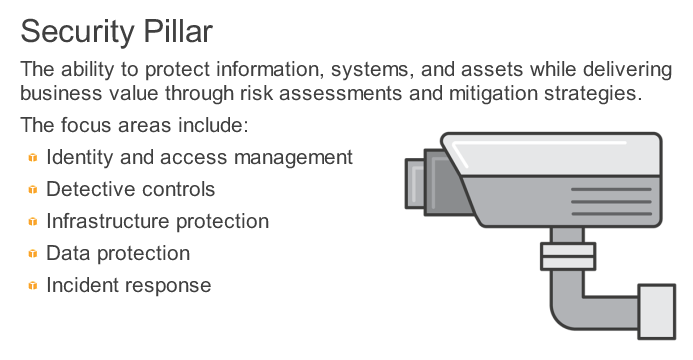 Security Pillar
The ability to protect information, systems, and assets while delivering
business value through risk assessments and mitigation strategies.
The focus areas include:
Identity and access management
Detective controls
Infrastructure protection
Data protection
Incident response